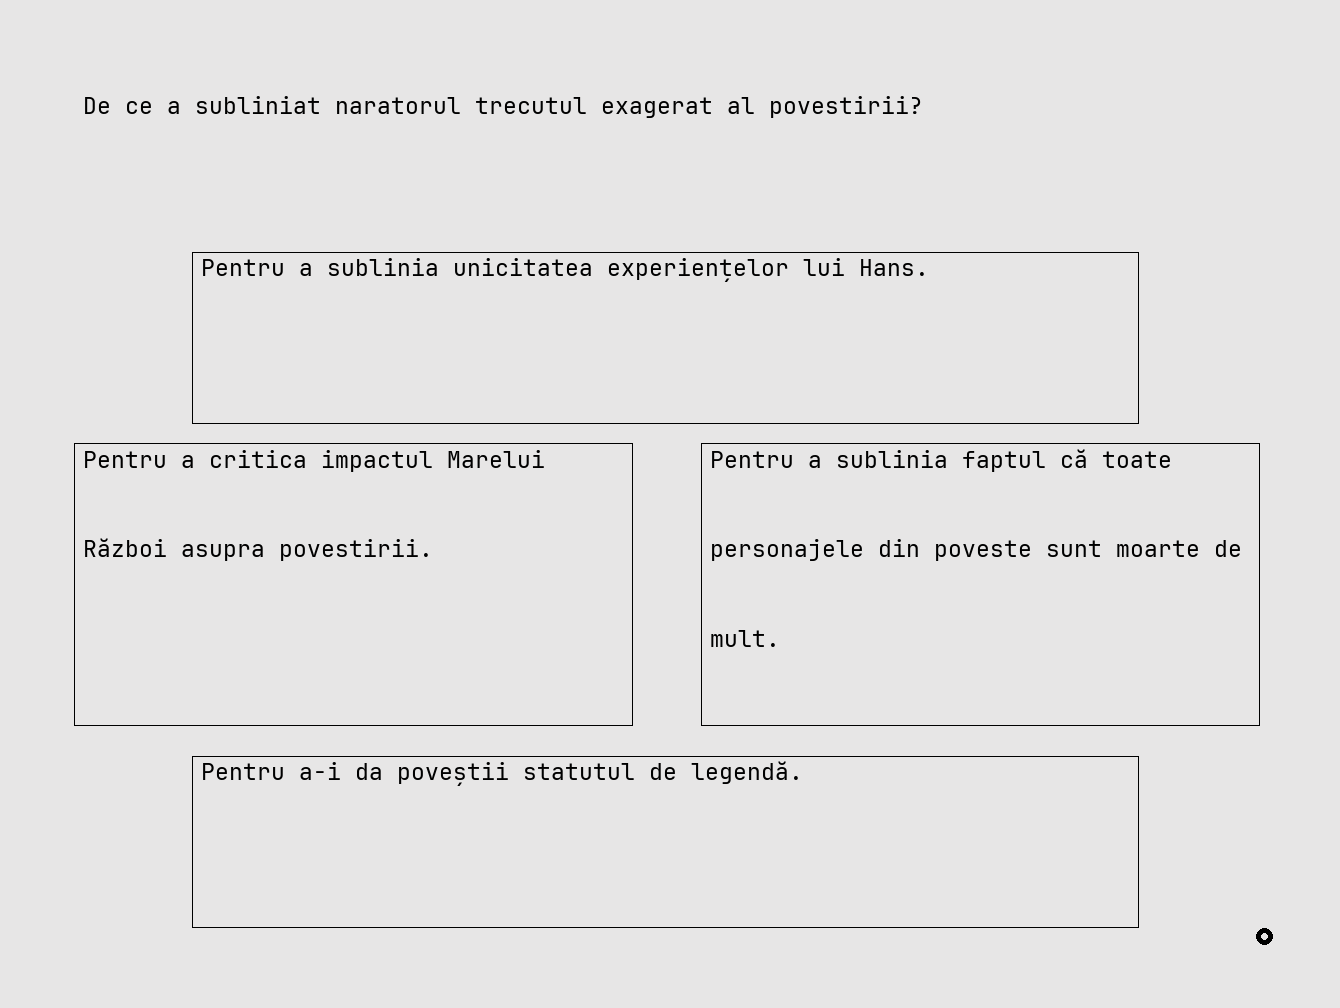 De ce a subliniat naratorul trecutul exagerat al povestirii?
Pentru a sublinia unicitatea experiențelor lui Hans.
Pentru a critica impactul Marelui
Război asupra povestirii.
Pentru a sublinia faptul că toate
personajele din poveste sunt moarte de
mult.
Pentru a-i da poveștii statutul de legendă.